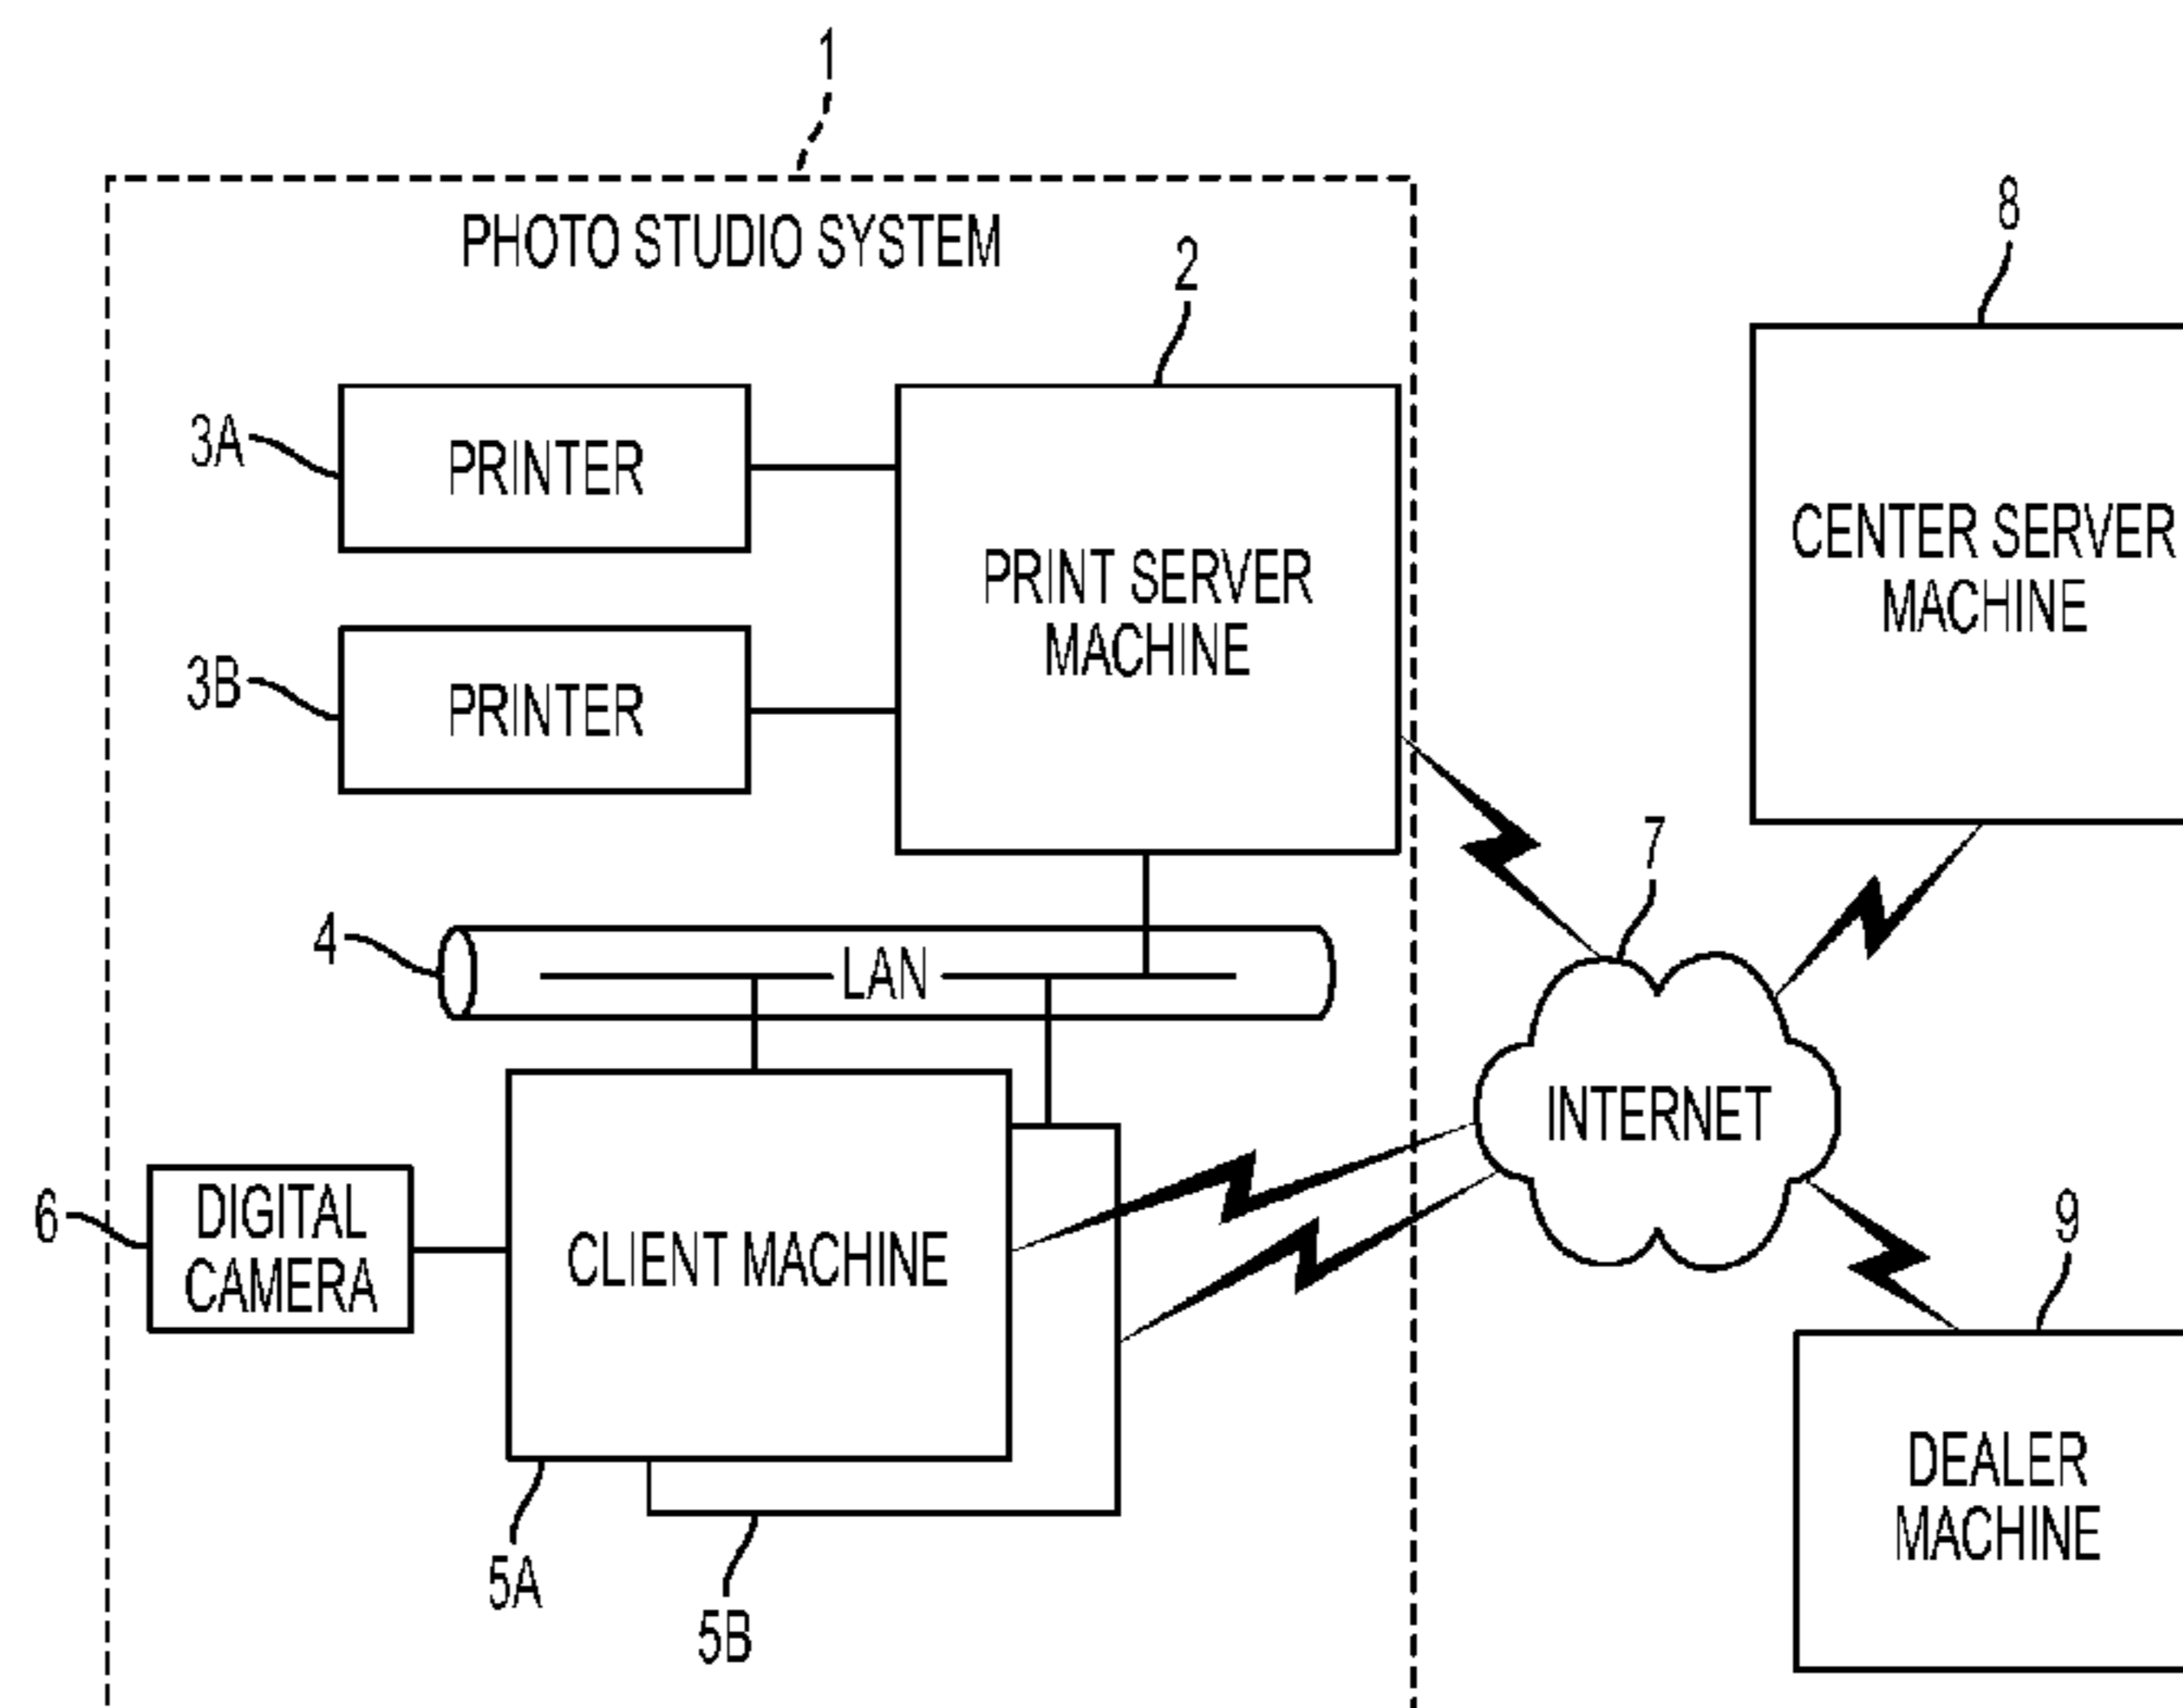 1
PHOTO STUDIO SYSTEM
2
8
3A
PRINTER
PRINT SERVER
MACHINE
CENTER SERVER
MACHINE
3B
PRINTER
7
4
LAN
INTERNET
6
DIGITAL
CAMERA
CLIENT MACHINE
9
DEALER
MACHINE
5A
5B